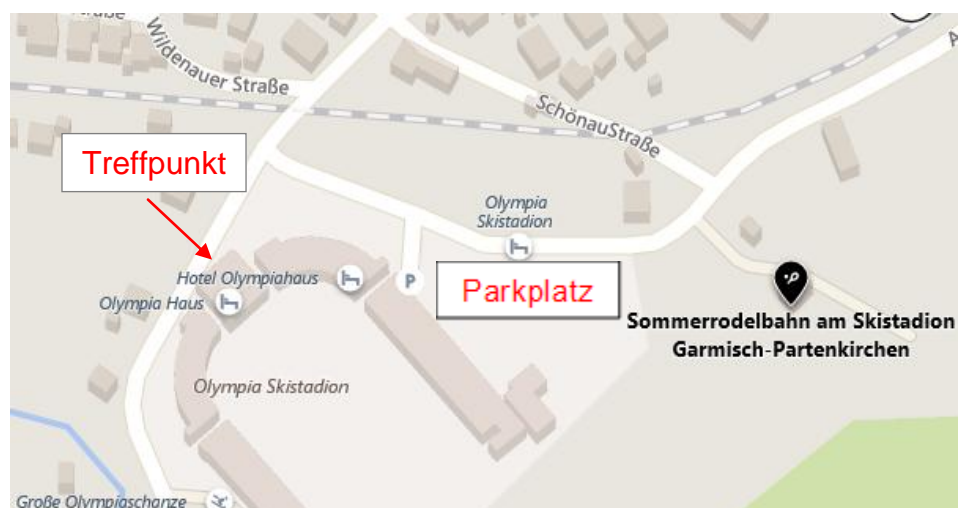 Straße
Wildenauer Straße
SchönauStraße
A
Treffpunkt
Olympia
Skistadion
Hotel Olympiahaus
P
Parkplatz
Olympia Haus
Sommerrodelbahn am Skistadion
Garmisch-Partenkirchen
Olympia Skistadion
Große Olympiaschanze